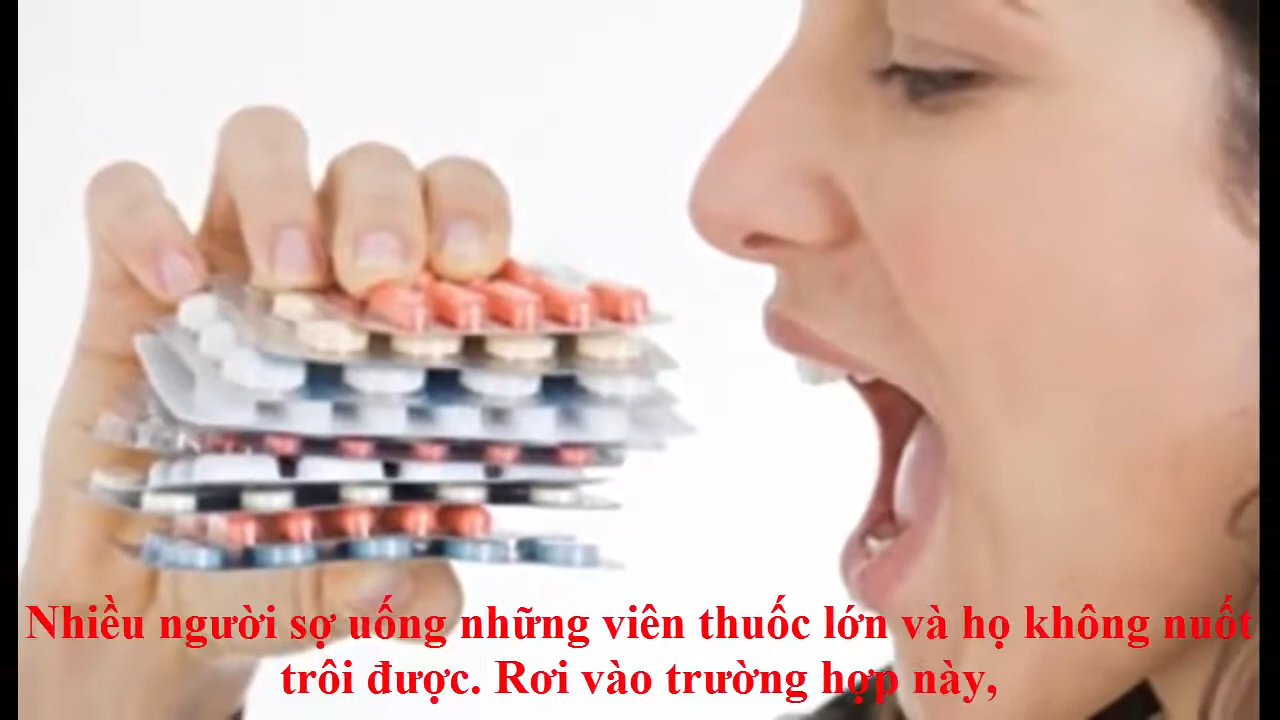 Nhiều người sợ uống những viên thuốc lớn và họ không nuốt
trôi được. Rơi vào trường hợp này,